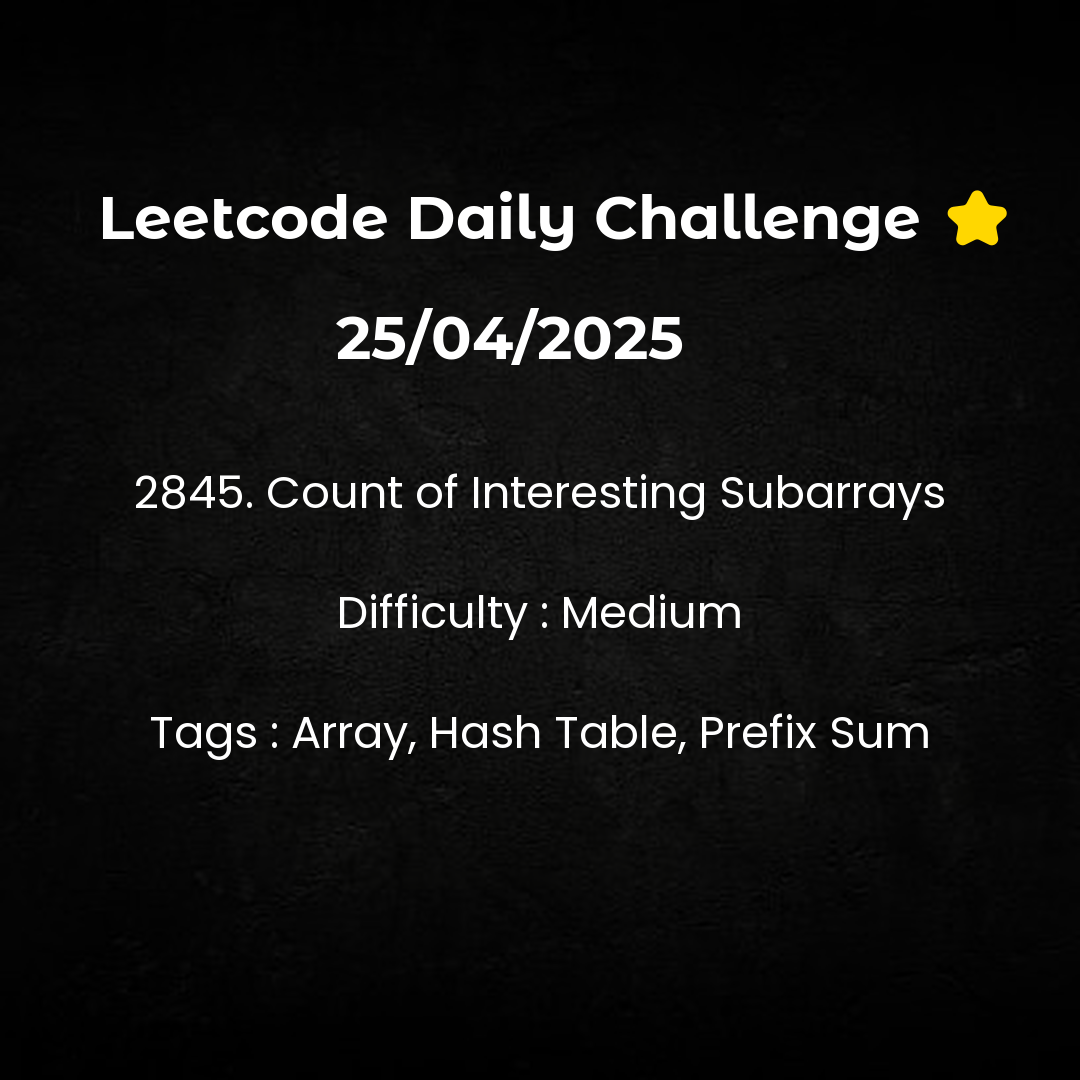 Leetcode Daily Challenge
25/04/2025
2845. Count of Interesting Subarrays
Difficulty : Medium
Tags : Array, Hash Table, Prefix Sum